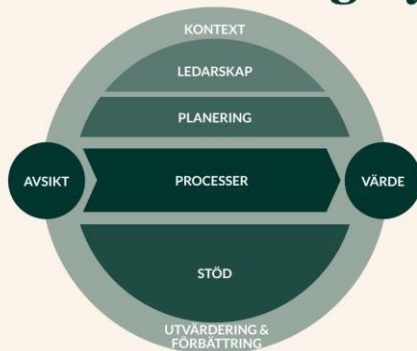 KONTEXT
LEDARSKAP
PLANERING
AVSIKT
PROCESSER
VÄRDE
STÖD
UTVÄRDERING &
FÖRBÄTTRING